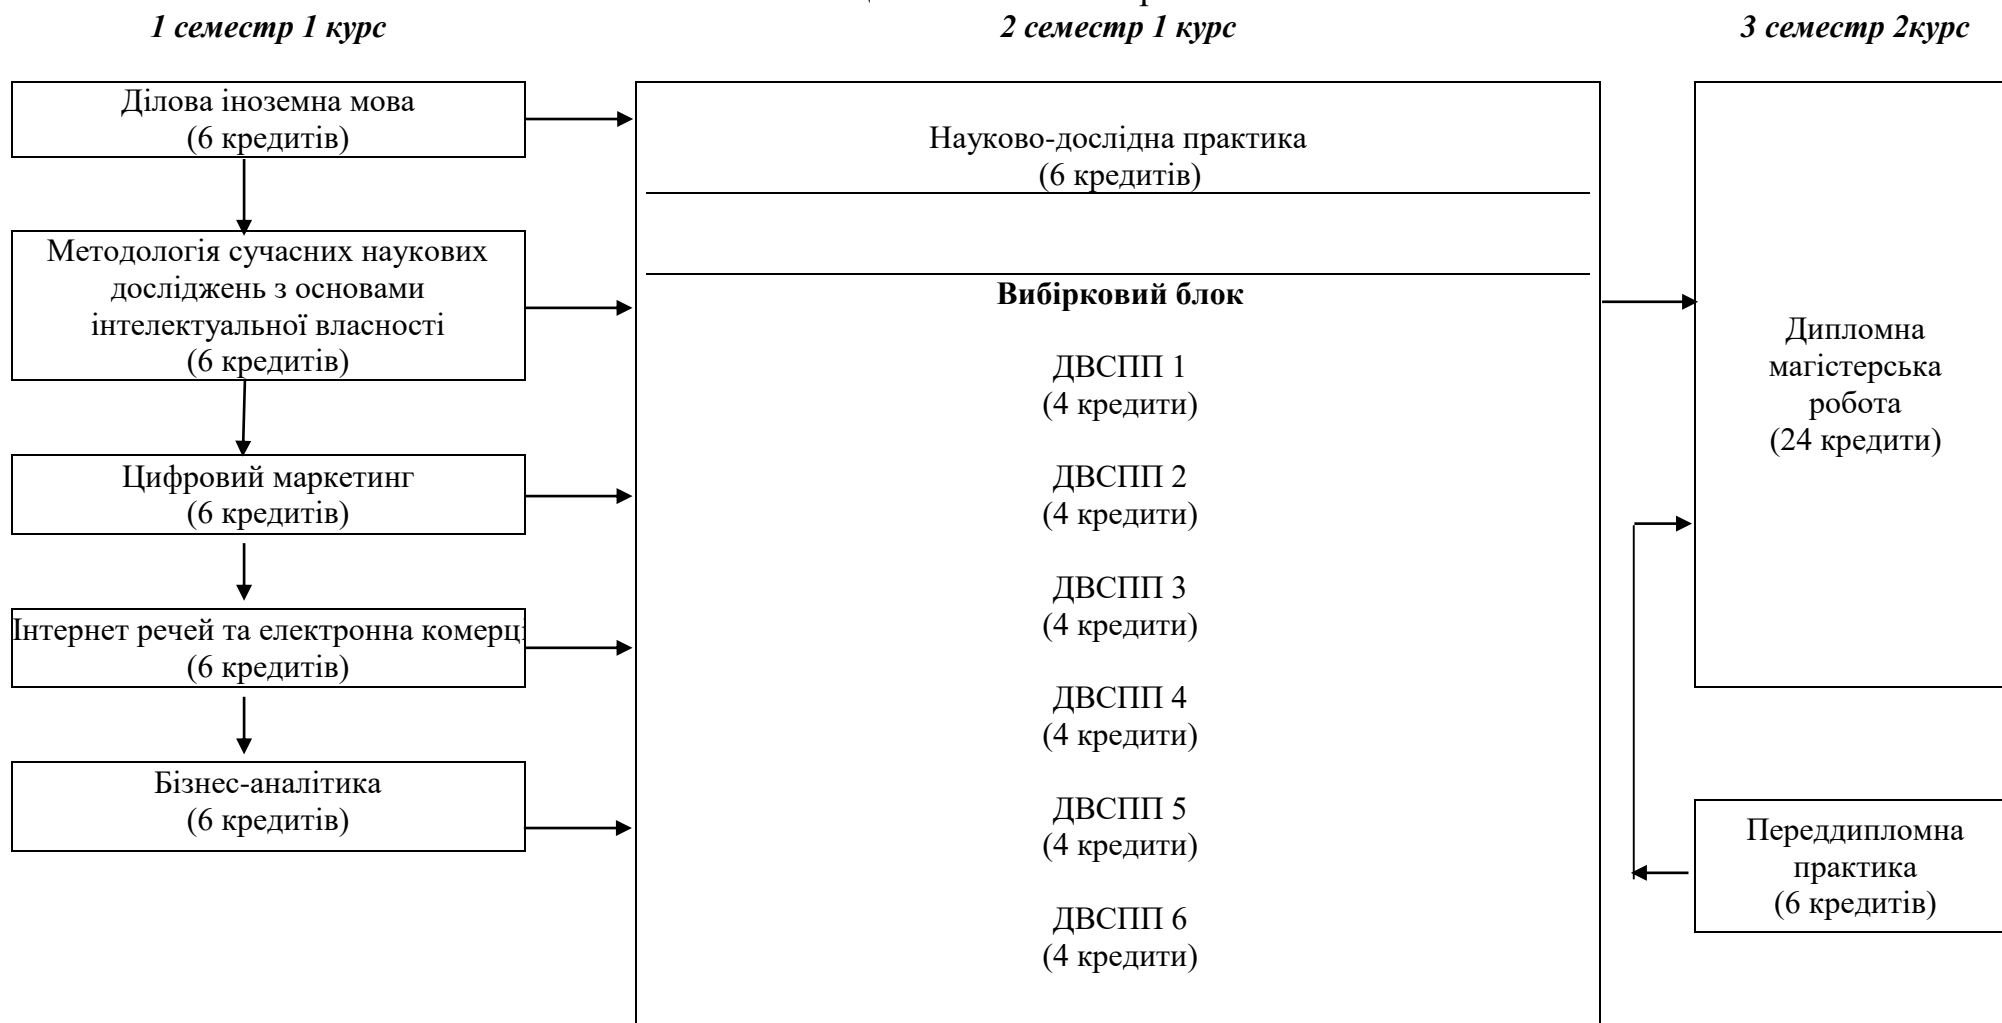 1 семестр 1 курс
2 семестр 1 курс
3 семестр 2курс
Ділова іноземна мова
(6 кредитів)
Методологія сучасних наукових
досліджень з основами
інтелектуальної власності
(6 кредитів)
Цифровий маркетинг
(6 кредитів)
Інтернет речей та електронна комерці
(6 кредитів)
Бізнес-аналітика
(6 кредитів)
Науково-дослідна практика
(6 кредитів)
Вибірковий блок
ДВСПП 1
(4 кредити)
ДВСПП 2
(4 кредити)
ДВСПП 3
(4 кредити)
ДВСПП 4
(4 кредити)
ДВСПП 5
(4 кредити)
ДВСПП 6
(4 кредити)
Дипломна
магістерська
робота
(24 кредити)
Переддипломна
практика
(6 кредитів)